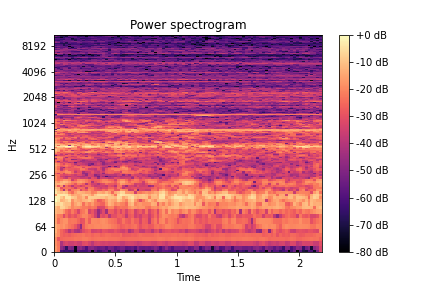 Power spectrogram
8192
4096
2048
1024
512
256
128
64
0
Hz
0
0.5
1
1.5
2
Time
+0 dB
-10 dB
-20 dB
-30 dB
-40 dB
-50 dB
-60 dB
-70 dB
-80 dB